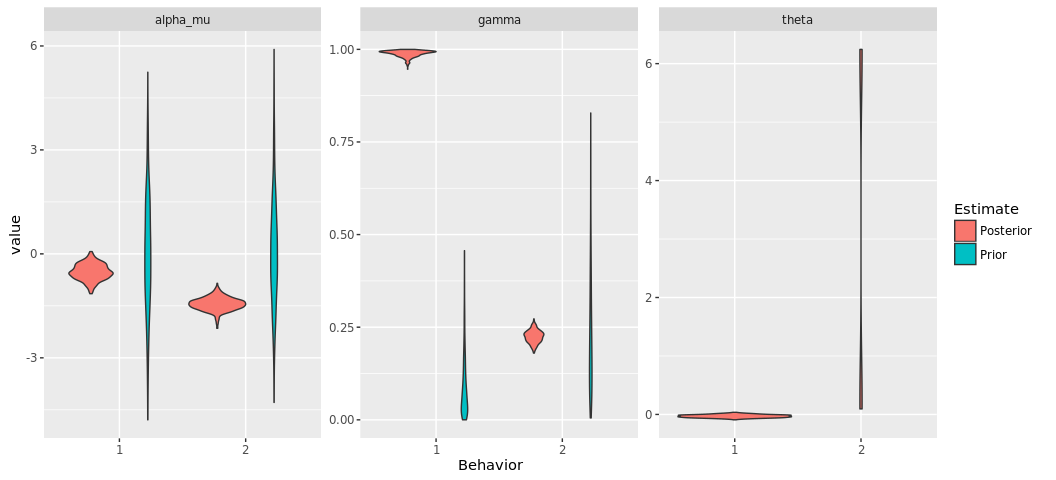 alpha_mu
gamma
theta
value
6
3
0
-3
1
2
1.00
0.75
0.50
0.25
0.00
1
2
6
4
2
0
1
2
Behavior
Estimate
Posterior
Prior